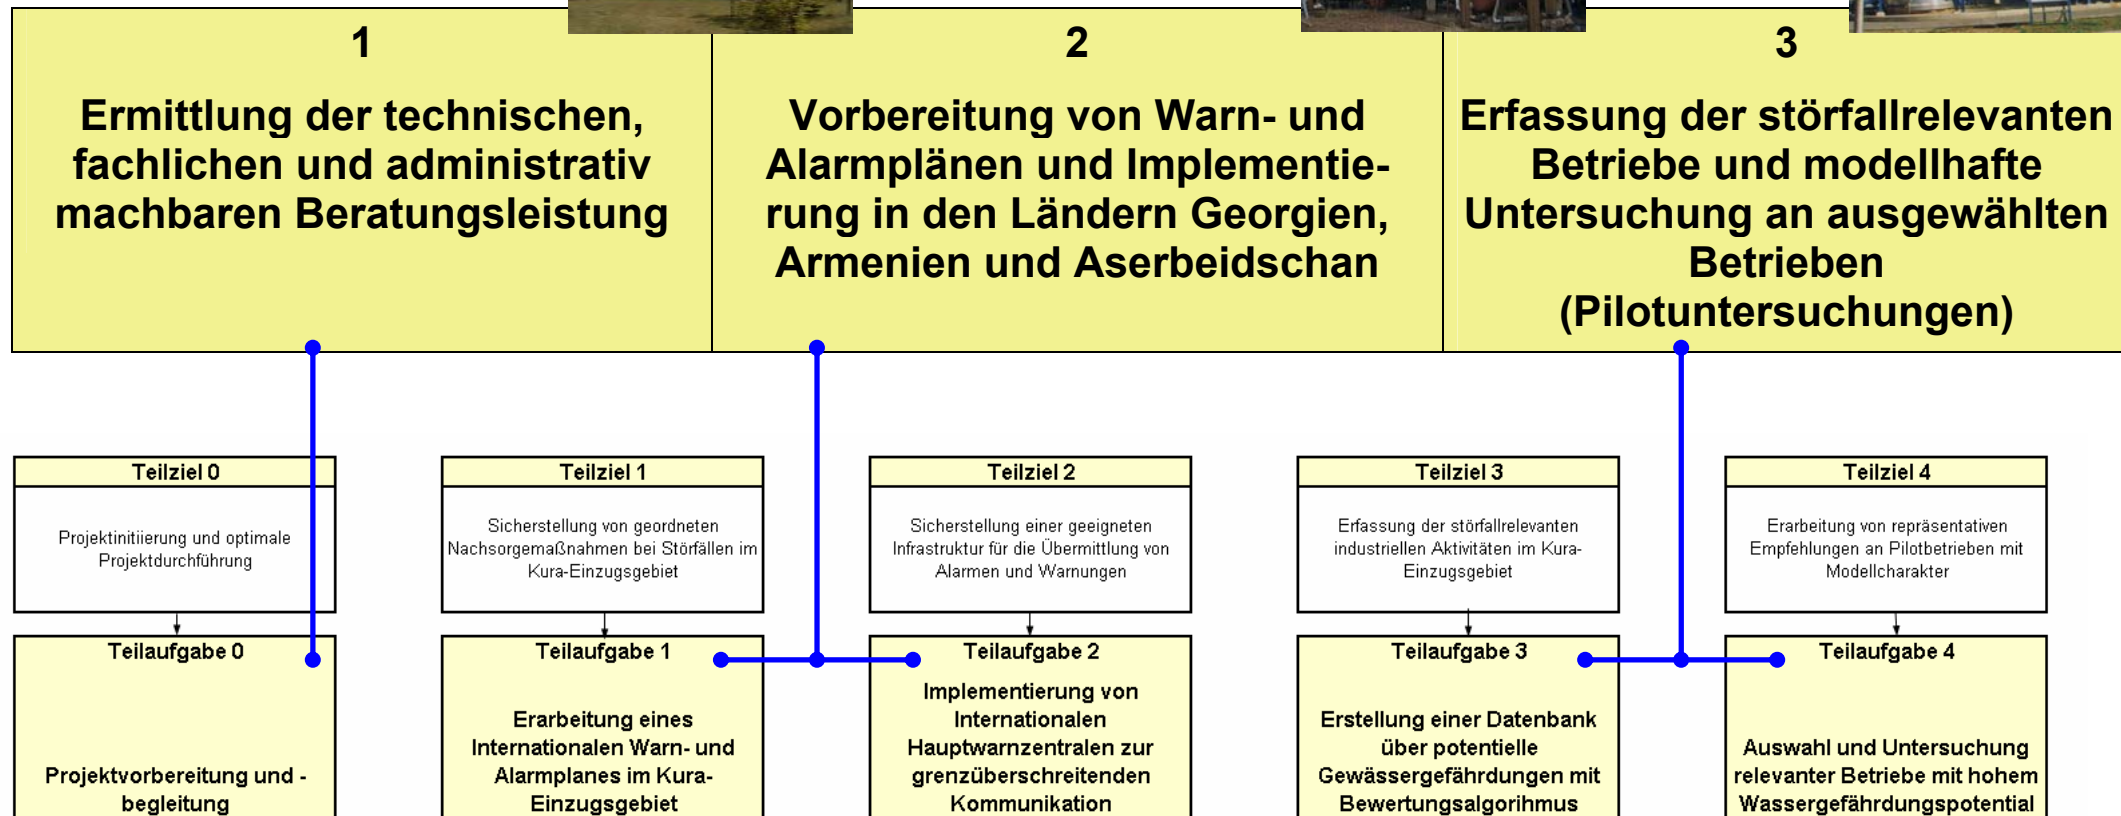 1
Ermittlung der technischen,
fachlichen und administrativ
machbaren Beratungsleistung
2
Vorbereitung von Warn- und
Alarmplänen und Implementie-
rung in den Ländern Georgien,
Armenien und Aserbeidschan
3
Erfassung der störfallrelevanten
Betriebe und modellhafte
Untersuchung an ausgewählten
Betrieben
(Pilotuntersuchungen)
Teilziel 0
Projektinitiierung und optimale
Projektdurchführung
Teilaufgabe 0
Projektvorbereitung und -
begleitung
Teilziel 1
Sicherstellung von geordneten
Nachsorgemaßnahmen bei Störfällen im
Kura-Einzugsgebiet
Teilaufgabe 1
Erarbeitung eines
Internationalen Warn- und
Alarmplanes im Kura-
Einzugsgebiet
Teilziel 2
Sicherstellung einer geeigneten
Infrastruktur für die Übermittlung von
Alarmen und Warnungen
Teilaufgabe 2
Implementierung von
Internationalen
Hauptwarnzentralen zur
grenzüberschreitenden
Kommunikation
Teilziel 3
Erfassung der störfallrelevanten
industriellen Aktivitäten im Kura-
Einzugsgebiet
Teilaufgabe 3
Erstellung einer Datenbank
über potentielle
Gewässergefährdungen mit
Bewertungsalgorihmus
Teilziel 4
Erarbeitung von repräsentativen
Empfehlungen an Pilotbetrieben mit
Modellcharakter
Teilaufgabe 4
Auswahl und Untersuchung
relevanter Betriebe mit hohem
Wassergefährdungspotential